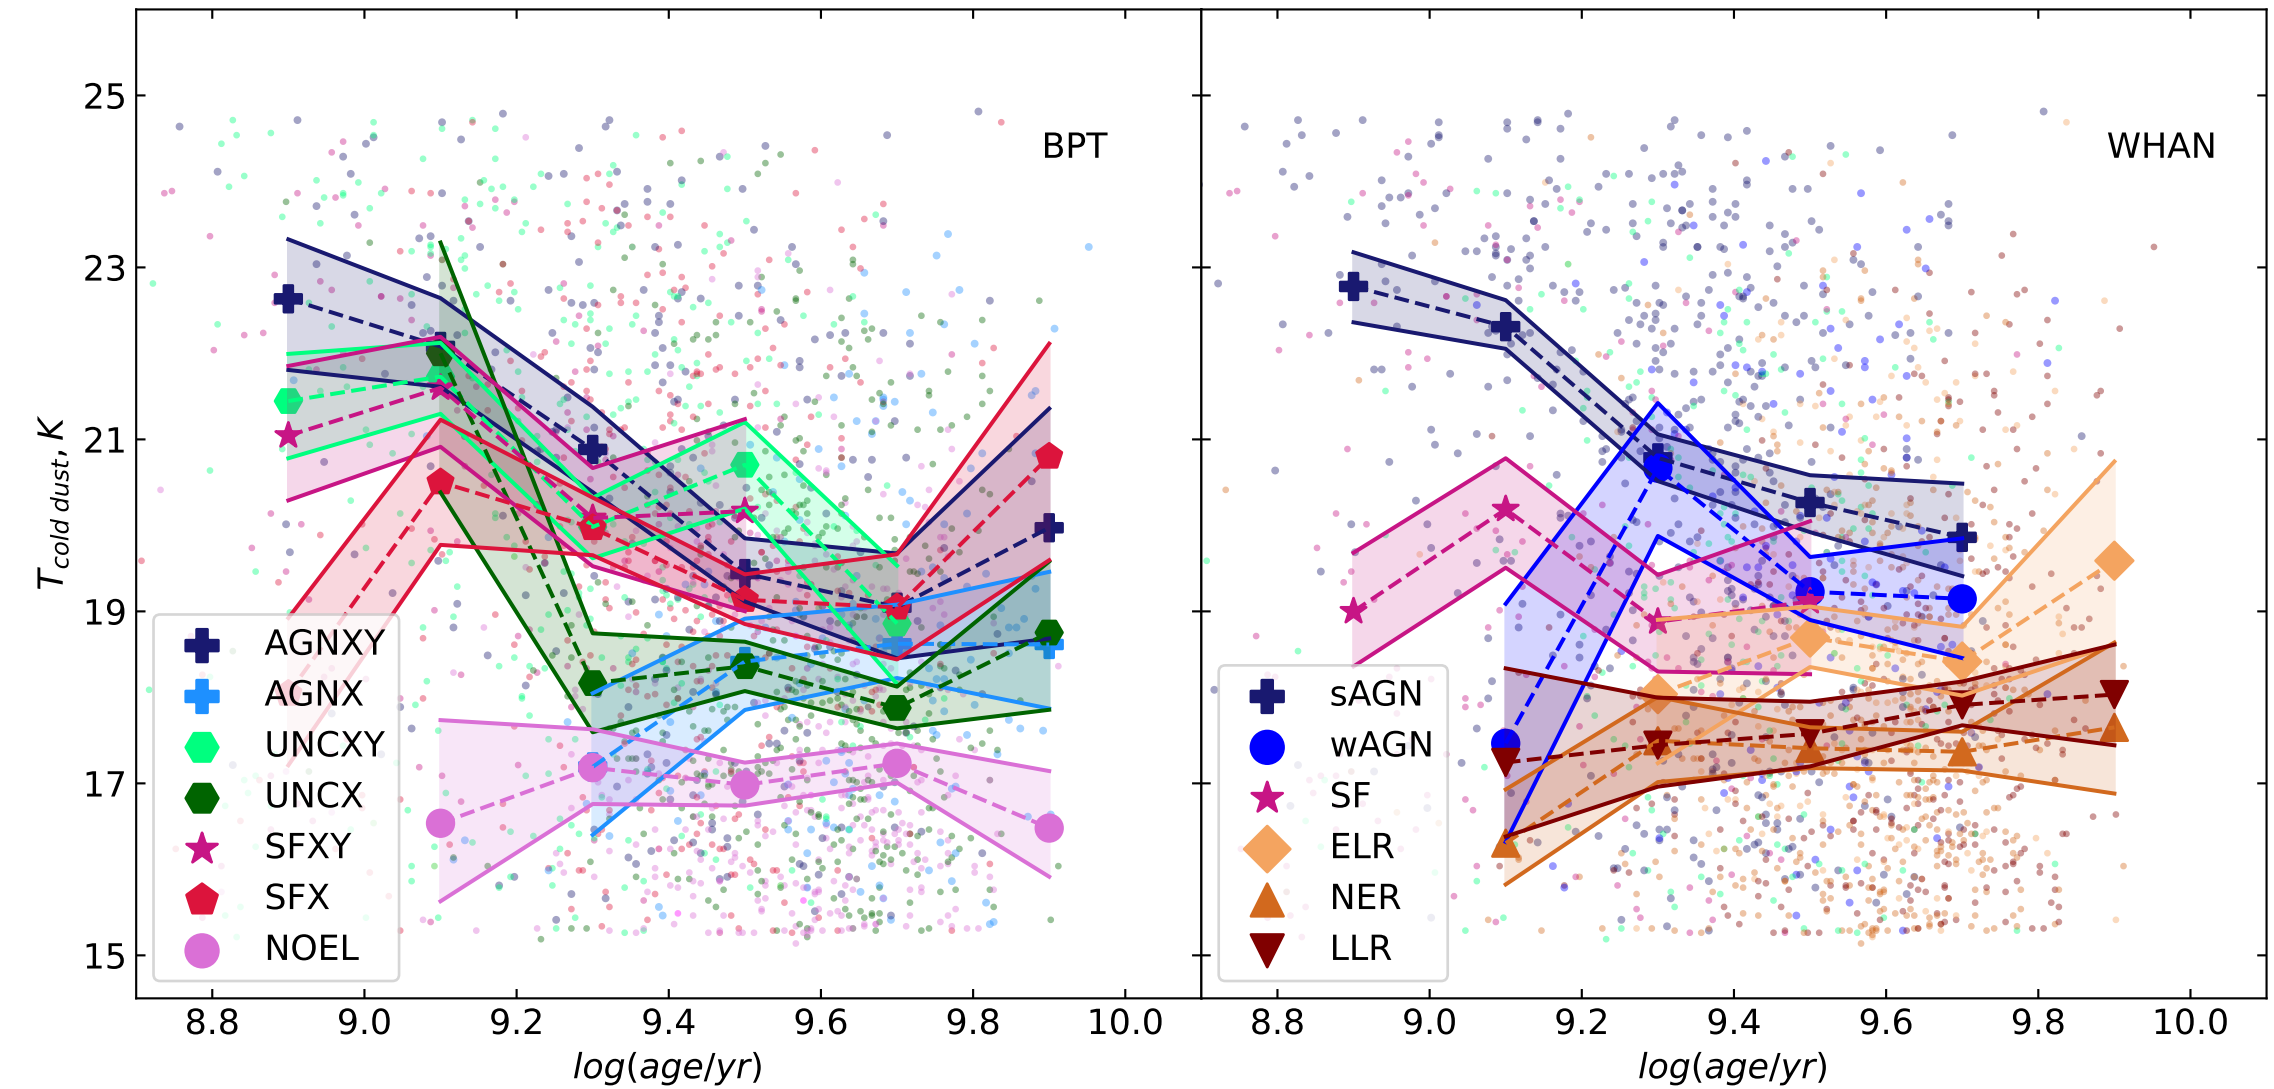 25
23
21
19
17
15
T cold dust, K
BPT
AGNXY
AGNX
UNCXY
UNCX
SFXY
SFX
NOEL
8.8 9.0 9.2 9.4 9.6 9.8 10.0
log(age/yr)
WHAN
sAGN
wAGN
SF
ELR
NER
LLR
8.8 9.0 9.2 9.4 9.6 9.8 10.0
log(age/yr)